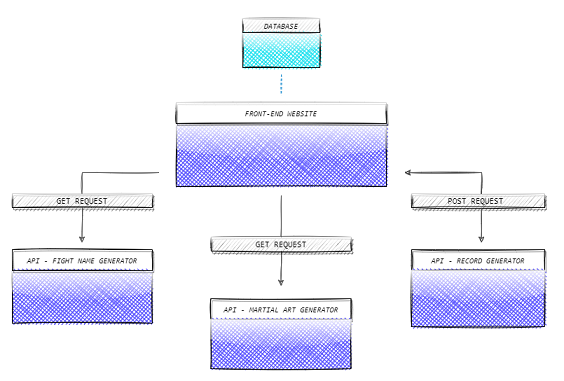 DATABASE
FRONT-END WEBSITE
GET REQUEST
POST REQUEST
GET REQUEST
API - FIGHT NAME GENERATOR
API - RECORD GENERATOR
API - MARTIAL ART GENERATOR